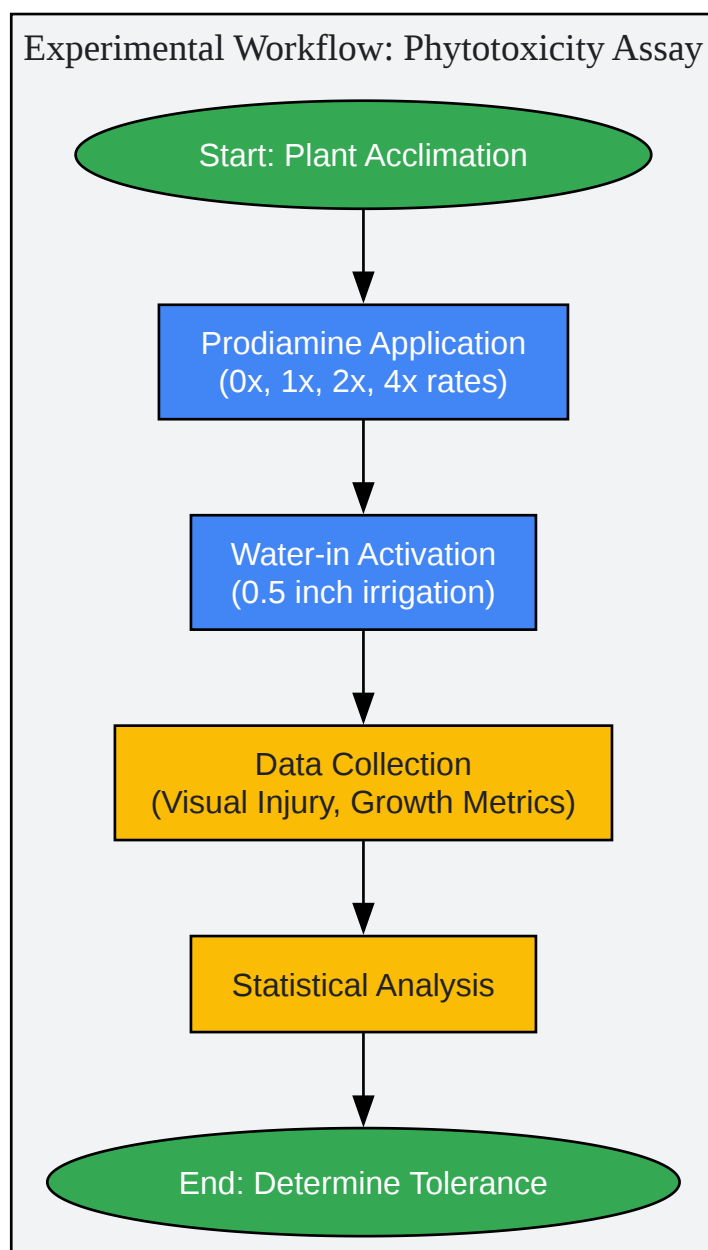 Experimental Workflow: Phytotoxicity Assay
Start: Plant Acclimation
Prodiamine Application
(0x, 1x, 2x, 4x rates)
Water-in Activation
(0.5 inch irrigation)
Data Collection
(Visual Injury, Growth Metrics)
Statistical Analysis
End: Determine Tolerance